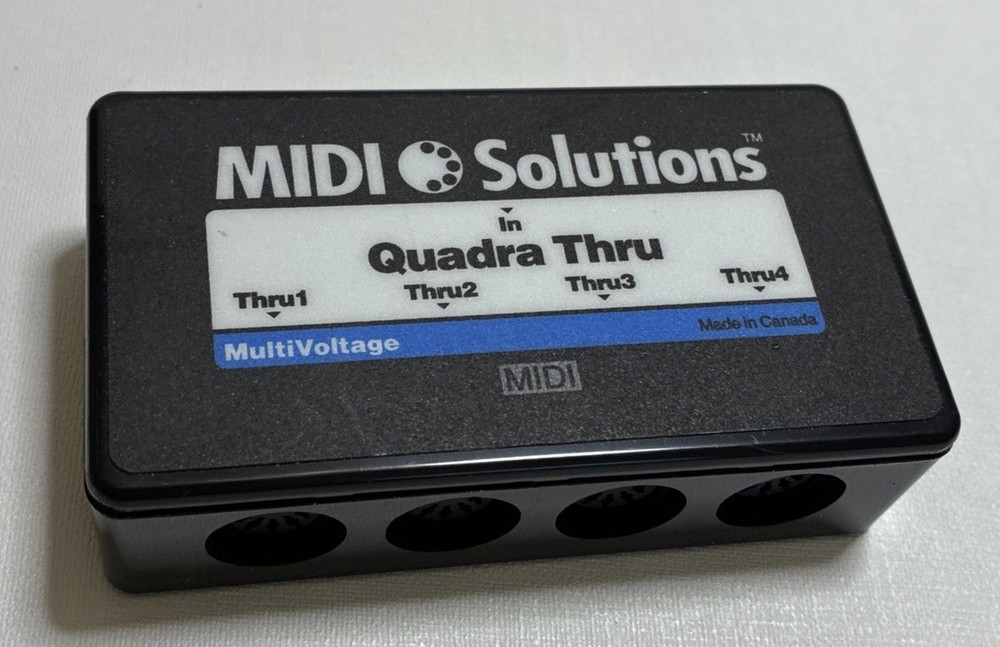 MIDI Solutions™
In
Quadra Thru
Thru1 Thru2 Thru3 Thru4
MultiVoltage Made in Canada
MIDI